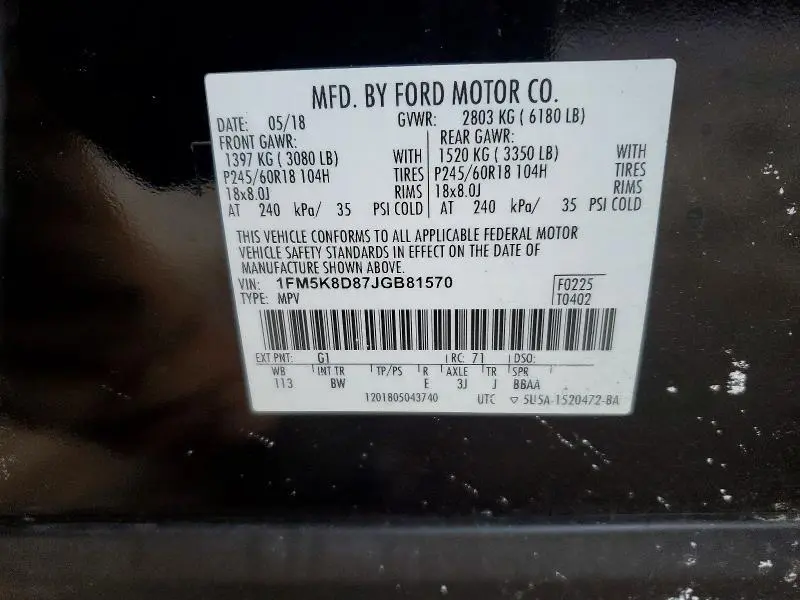 MFD. BY FORD MOTOR CO.
DATE: 05/18 GVWR: 2803 KG ( 6180 LB)
FRONT GAWR: REAR GAWR:
1397 KG ( 3080 LB) WITH 1520 KG ( 3350 LB) WITH
P245/60R18 104H TIRES P245/60R18 104H TIRES
18x8.0J RIMS 18x8.0J RIMS
AT 240 kPa/ 35 PSI COLD AT 240 kPa/ 35 PSI COLD
THIS VEHICLE CONFORMS TO ALL APPLICABLE FEDERAL MOTOR
VEHICLE SAFETY STANDARDS IN EFFECT ON THE DATE OF
MANUFACTURE SHOWN ABOVE.
VIN: 1FM5K8D87JGB81570 F0225
TYPE: MPV T0402
EXT PNT: G1 RC: 71 DSO:
WB INT TR TP/PS R AXLE TR SPR
113 BW E 3J J BBAA
1201805043740 UTC ▽ 5U5A-1520472-BA